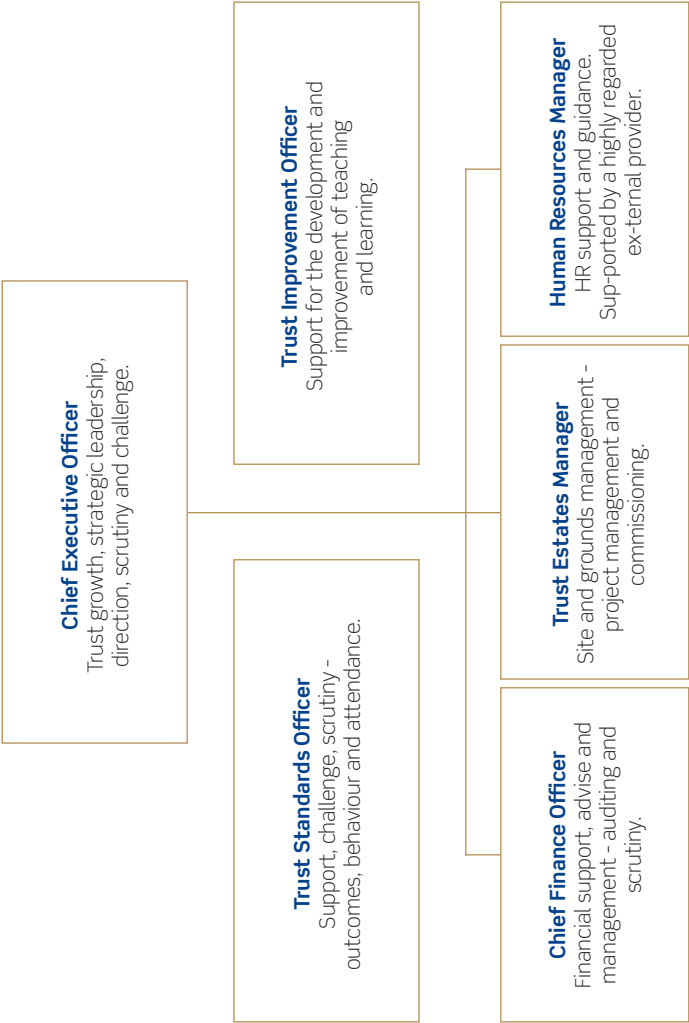 Chief Executive Officer
Trust growth, strategic leadership,
direction, scrutiny and challenge.
Trust Standards Officer
Support, challenge, scrutiny -
outcomes, behaviour and attendance.
Trust Improvement Officer
Support for the development and
improvement of teaching
and learning.
Chief Finance Officer
Financial support, advise and
management - auditing and
scrutiny.
Trust Estates Manager
Site and grounds management -
project management and
commissioning.
Human Resources Manager
HR support and guidance.
Sup-ported by a highly regarded
ex-ternal provider.